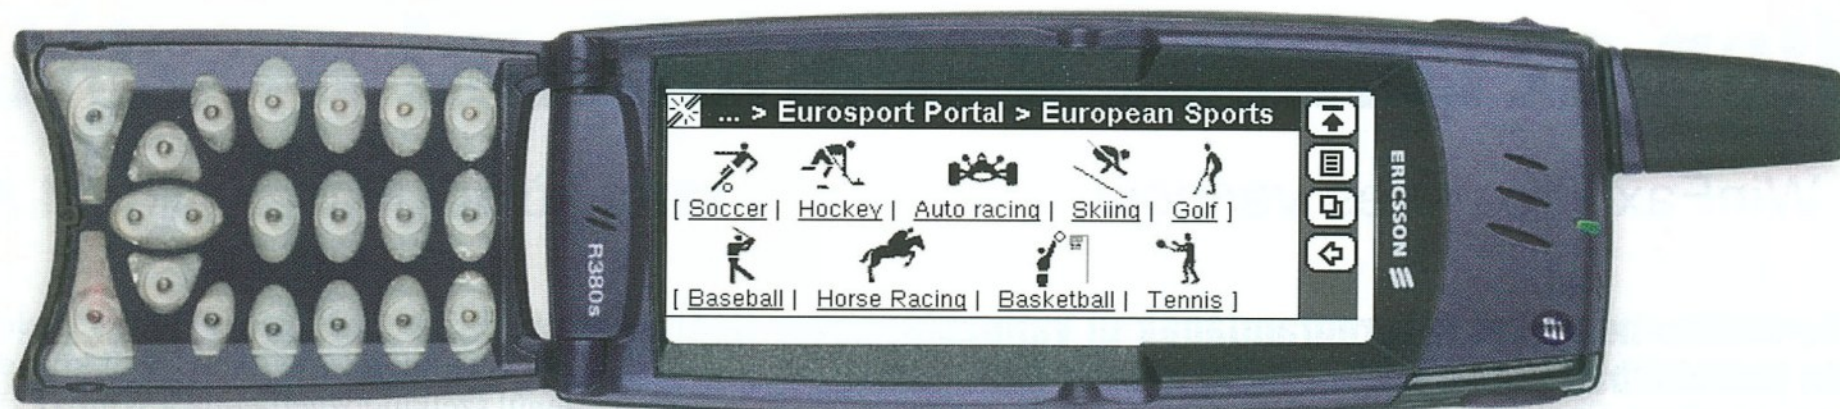 ... > Eurosport Portal > European Sports
[ Soccer | Hockey | Auto racing | Skiing | Golf ]
[ Baseball | Horse Racing | Basketball | Tennis ]
R380s
ERICSSON